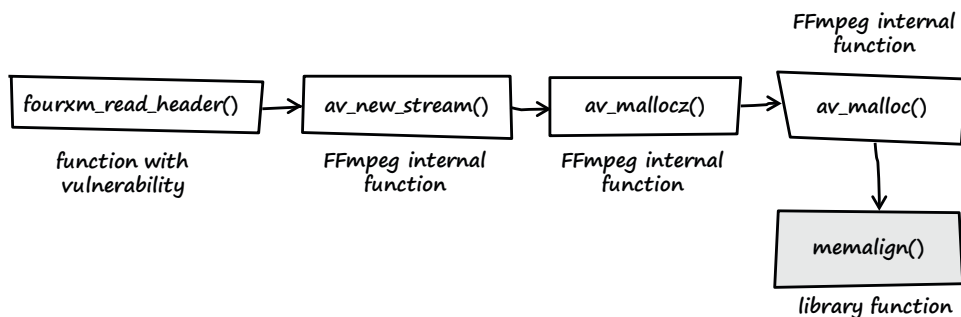 FFmpeg internal
function
fourxm_read_header()
av_new_stream()
av_mallocz()
av_malloc()
function with
vulnerability
FFmpeg internal
function
FFmpeg internal
function
memalign()
library function